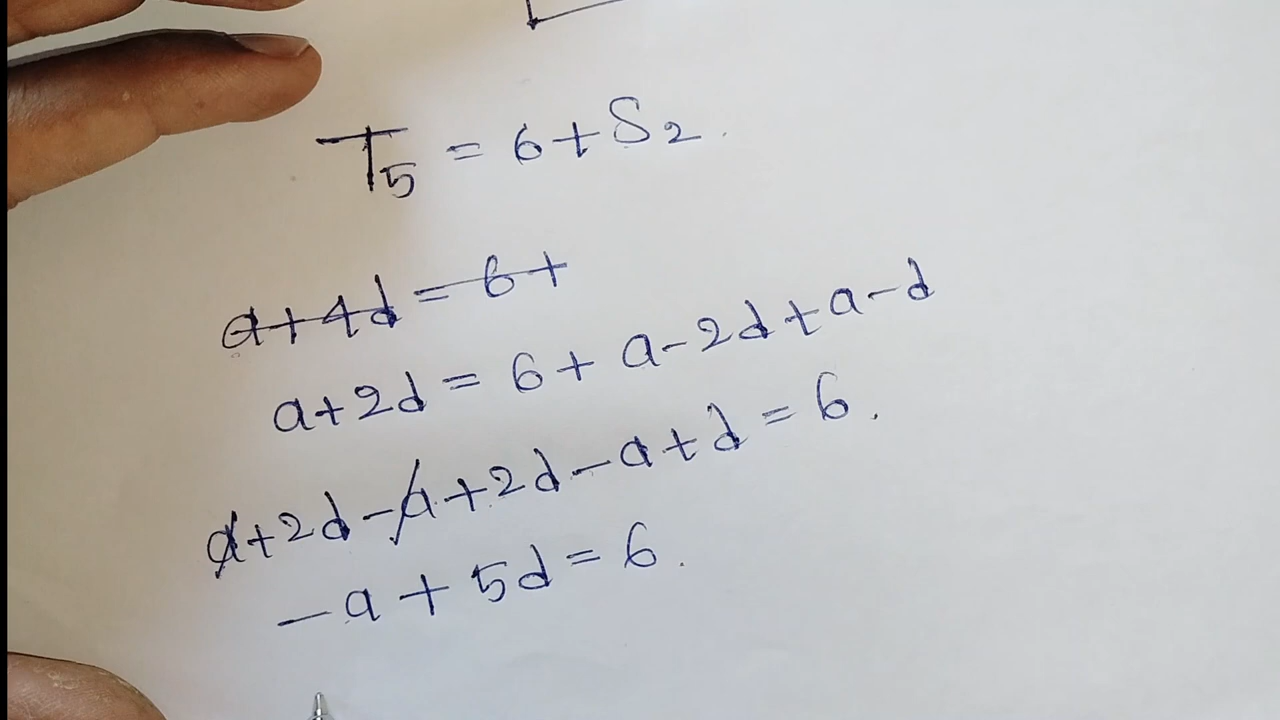 T₅ = 6 + S₂.
a + 4d = 6 +
a + 2d = 6 + a - 2d + a - d
a + 2d - a + 2d - a + d = 6.
- a + 5d = 6.